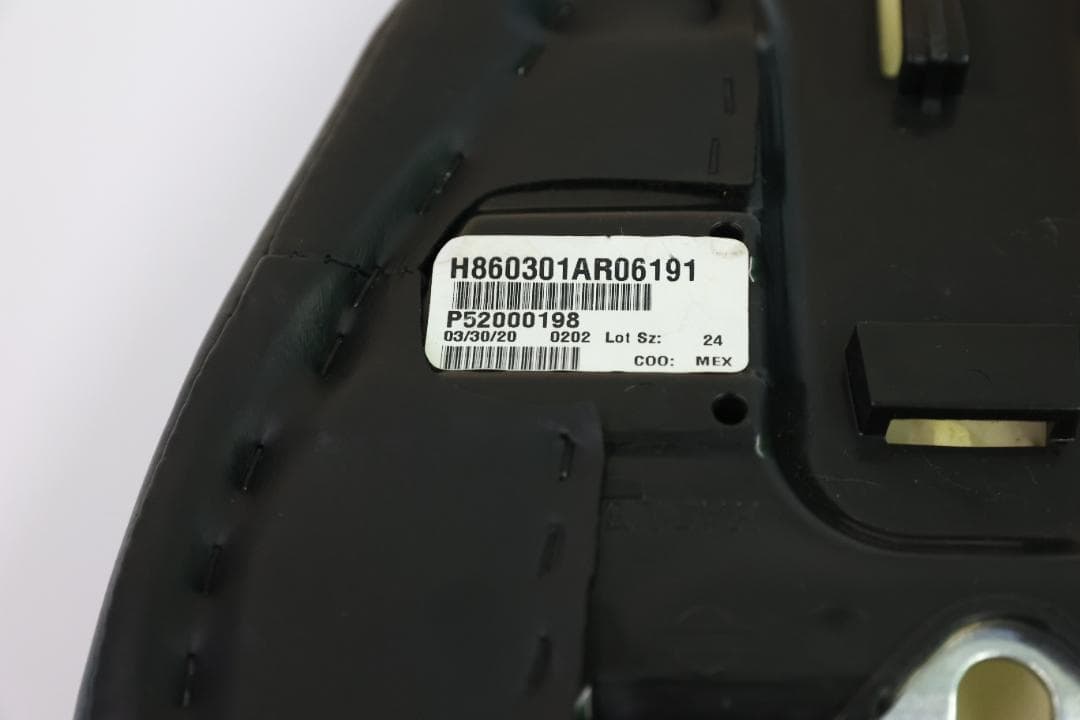 H860301AR06191
P52000198
03/30/20 0202 Lot Sz: 24
COO: MEX